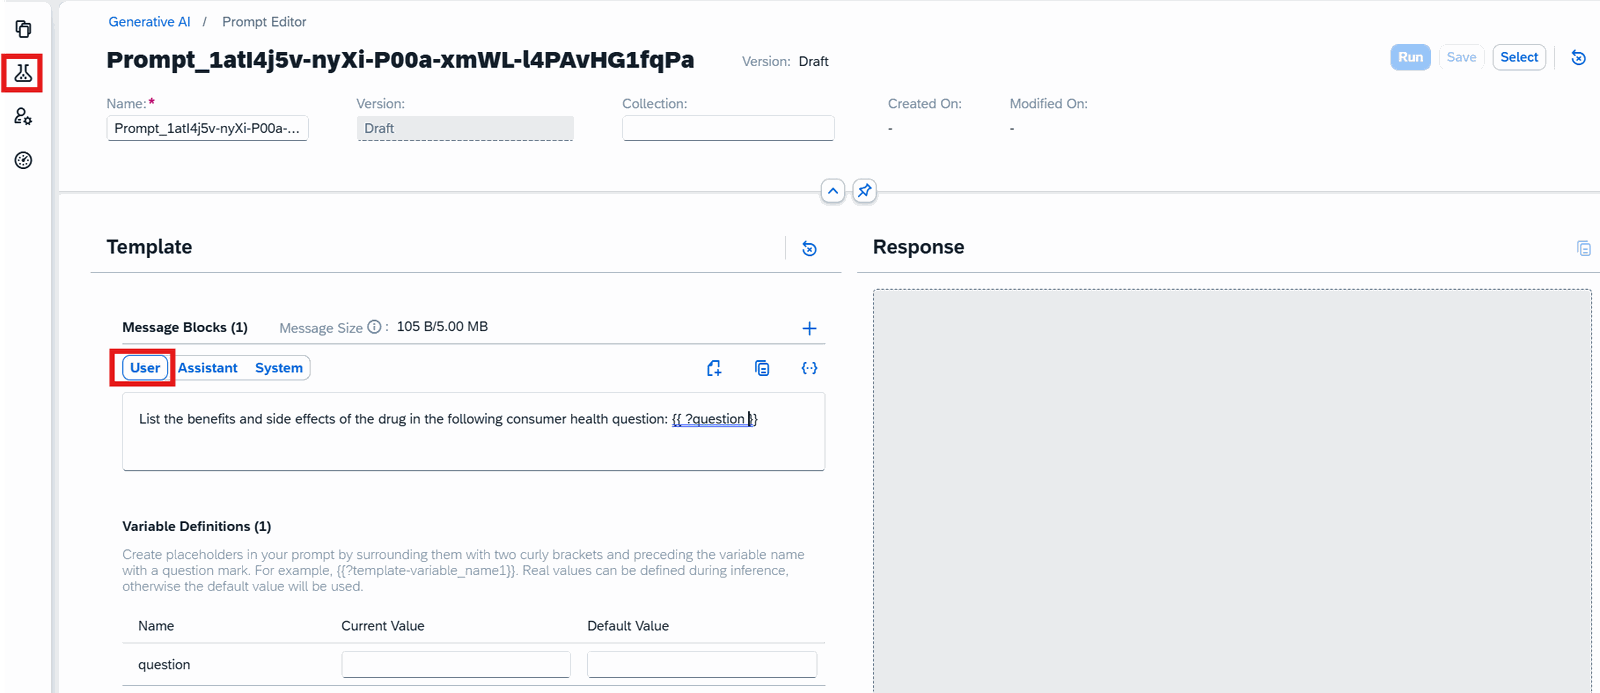 Generative AI / Prompt Editor
Prompt_1atI4j5v-nyXi-P00a-xmWL-l4PAvHG1fqPa Version: Draft Run Save Select
Name:* Version: Collection: Created On: Modified On:
Prompt_1atI4j5v-nyXi-P00a-... Draft - -
Template Response
Message Blocks (1) Message Size : 105 B/5.00 MB
User Assistant System
List the benefits and side effects of the drug in the following consumer health question: {{ ?question }}
Variable Definitions (1)
Create placeholders in your prompt by surrounding them with two curly brackets and preceding the variable name
with a question mark. For example, {{?template-variable_name1}}. Real values can be defined during inference,
otherwise the default value will be used.
Name Current Value Default Value
question